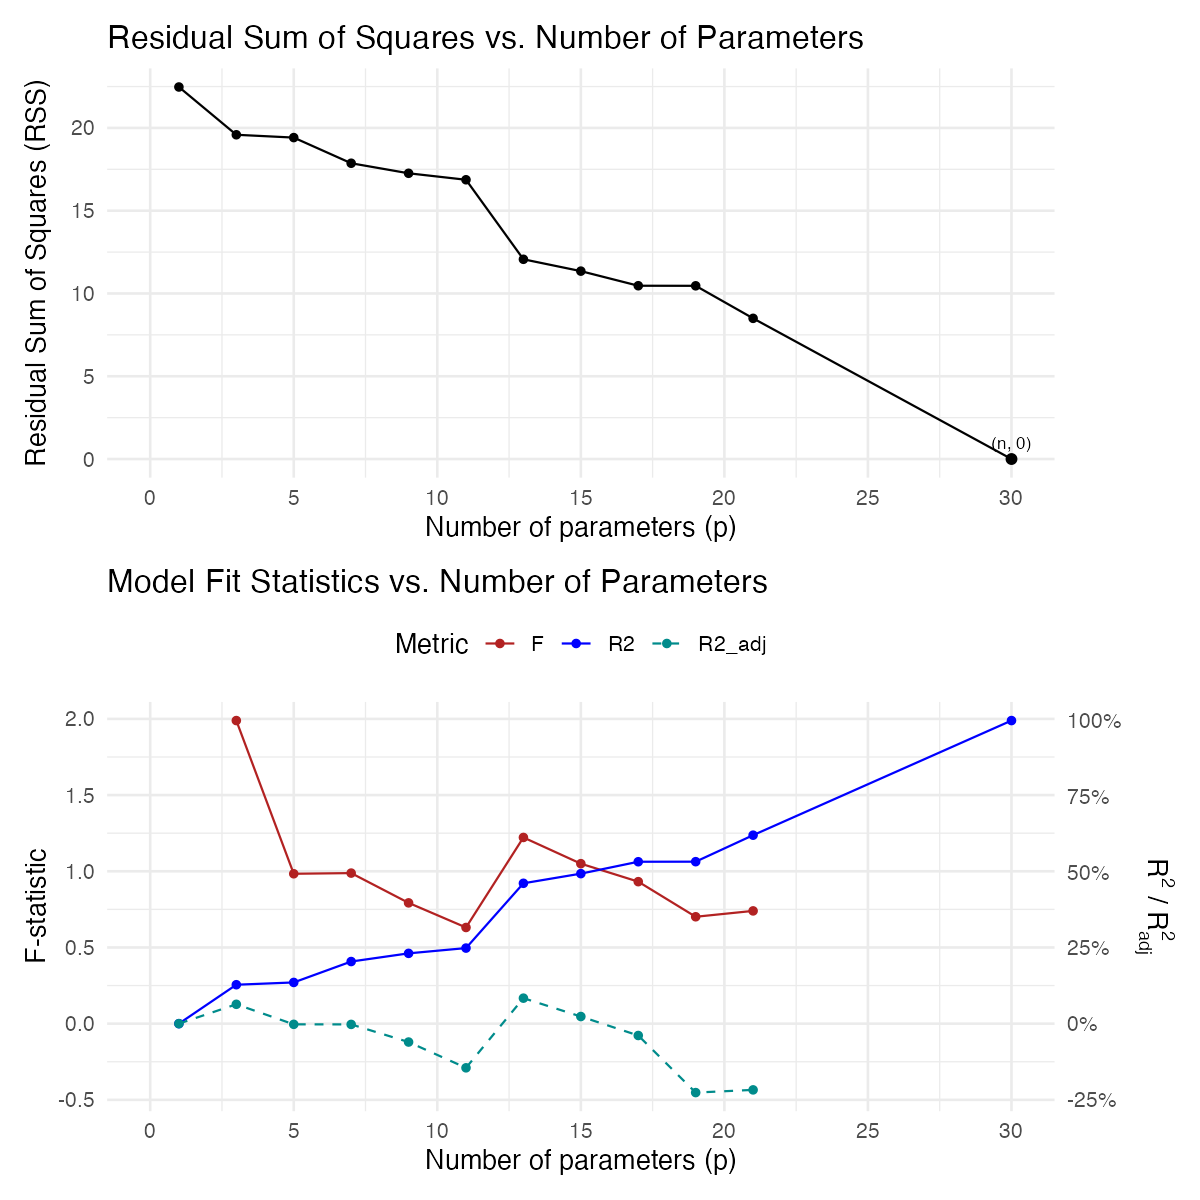 Residual Sum of Squares vs. Number of Parameters
Residual Sum of Squares (RSS)
20
15
10
5
0
(n, 0)
0 5 10 15 20 25 30
Number of parameters (p)
Model Fit Statistics vs. Number of Parameters
Metric F R2 R2_adj
F-statistic
2.0
1.5
1.0
0.5
0.0
-0.5
100%
75%
50%
25%
0%
-25%
R² / R²adj
0 5 10 15 20 25 30
Number of parameters (p)